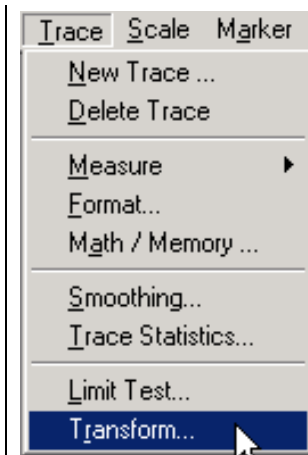 Trace Scale Marker
New Trace ...
Delete Trace
Measure
Format...
Math / Memory ...
Smoothing...
Trace Statistics...
Limit Test...
Transform...